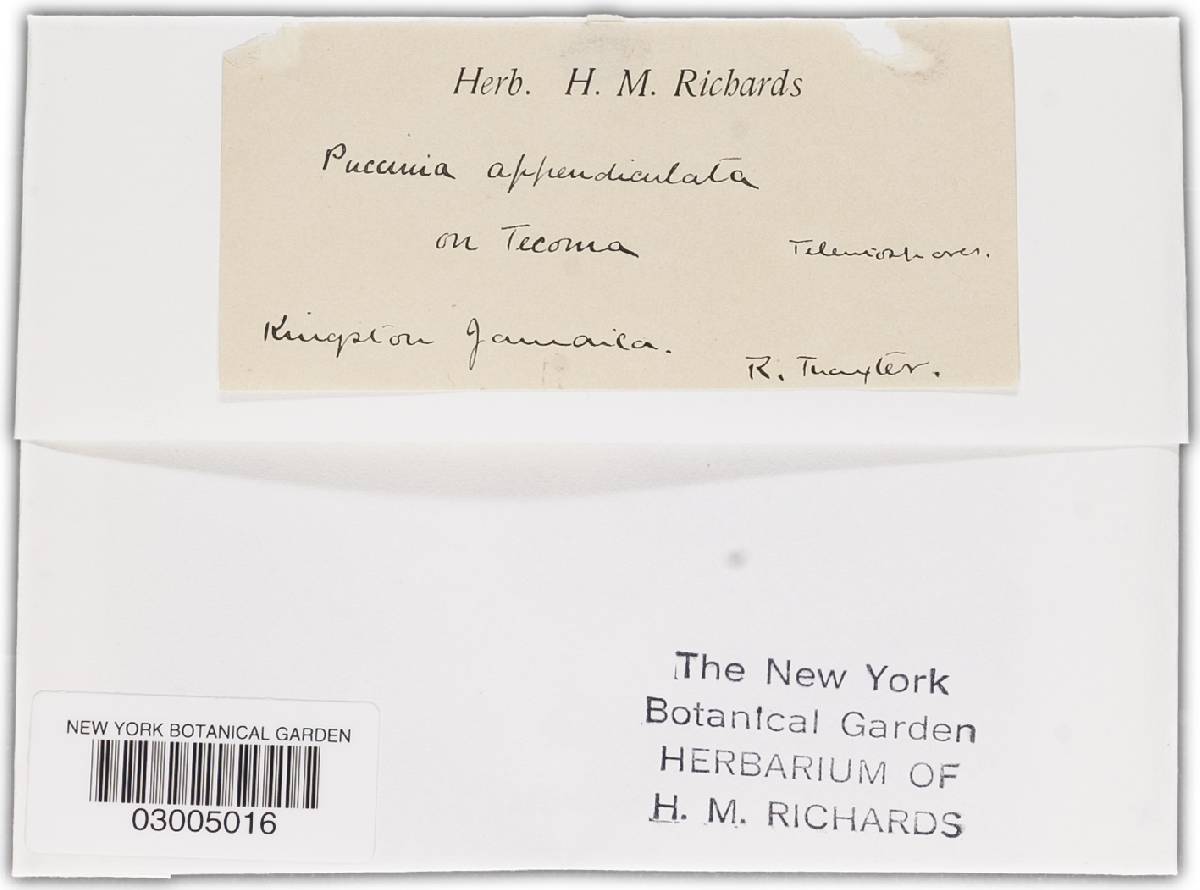 Herb. H. M. Richards
Puccinia appendiculata
on Tecoma Teleutospores.
Kingston Jamaica.
R. Thaxter.
The New York
Botanical Garden
HERBARIUM OF
H. M. RICHARDS
NEW YORK BOTANICAL GARDEN
03005016